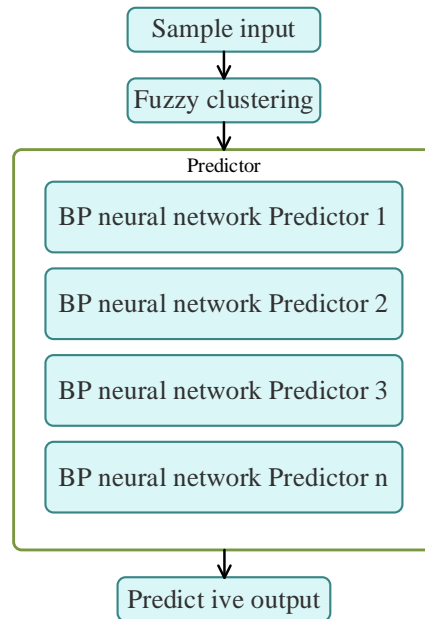 Sample input
Fuzzy clustering
Predictor
BP neural network Predictor 1
BP neural network Predictor 2
BP neural network Predictor 3
BP neural network Predictor n
Predict ive output